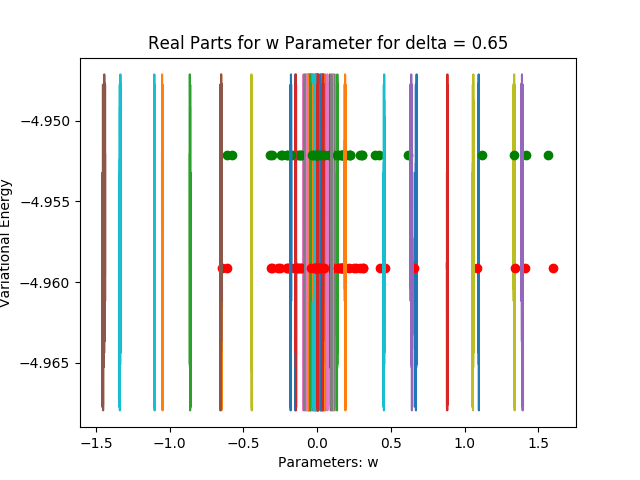 Real Parts for w Parameter for delta = 0.65
Variational Energy
−4.950
−4.955
−4.960
−4.965
−1.5 −1.0 −0.5 0.0 0.5 1.0 1.5
Parameters: w